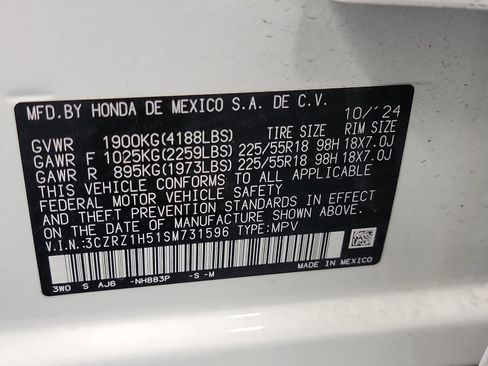 MFD.BY HONDA DE MEXICO S.A. DE C.V. 10/'24
TIRE SIZE RIM SIZE
GVWR 1900KG(4188LBS)
GAWR F 1025KG(2259LBS) 225/55R18 98H 18X7.0J
GAWR R 895KG(1973LBS) 225/55R18 98H 18X7.0J
THIS VEHICLE CONFORMS TO ALL APPLICABLE
FEDERAL MOTOR VEHICLE SAFETY
BUMPER, AND THEFT PREVENTION STANDARDS
IN EFFECT ON THE DATE OF MANUFACTURE SHOWN ABOVE.
V.I.N.:3CZRZ1H51SM731596 TYPE:MPV
3W0 S AJ6 -NH883P -S -M
MADE IN MEXICO